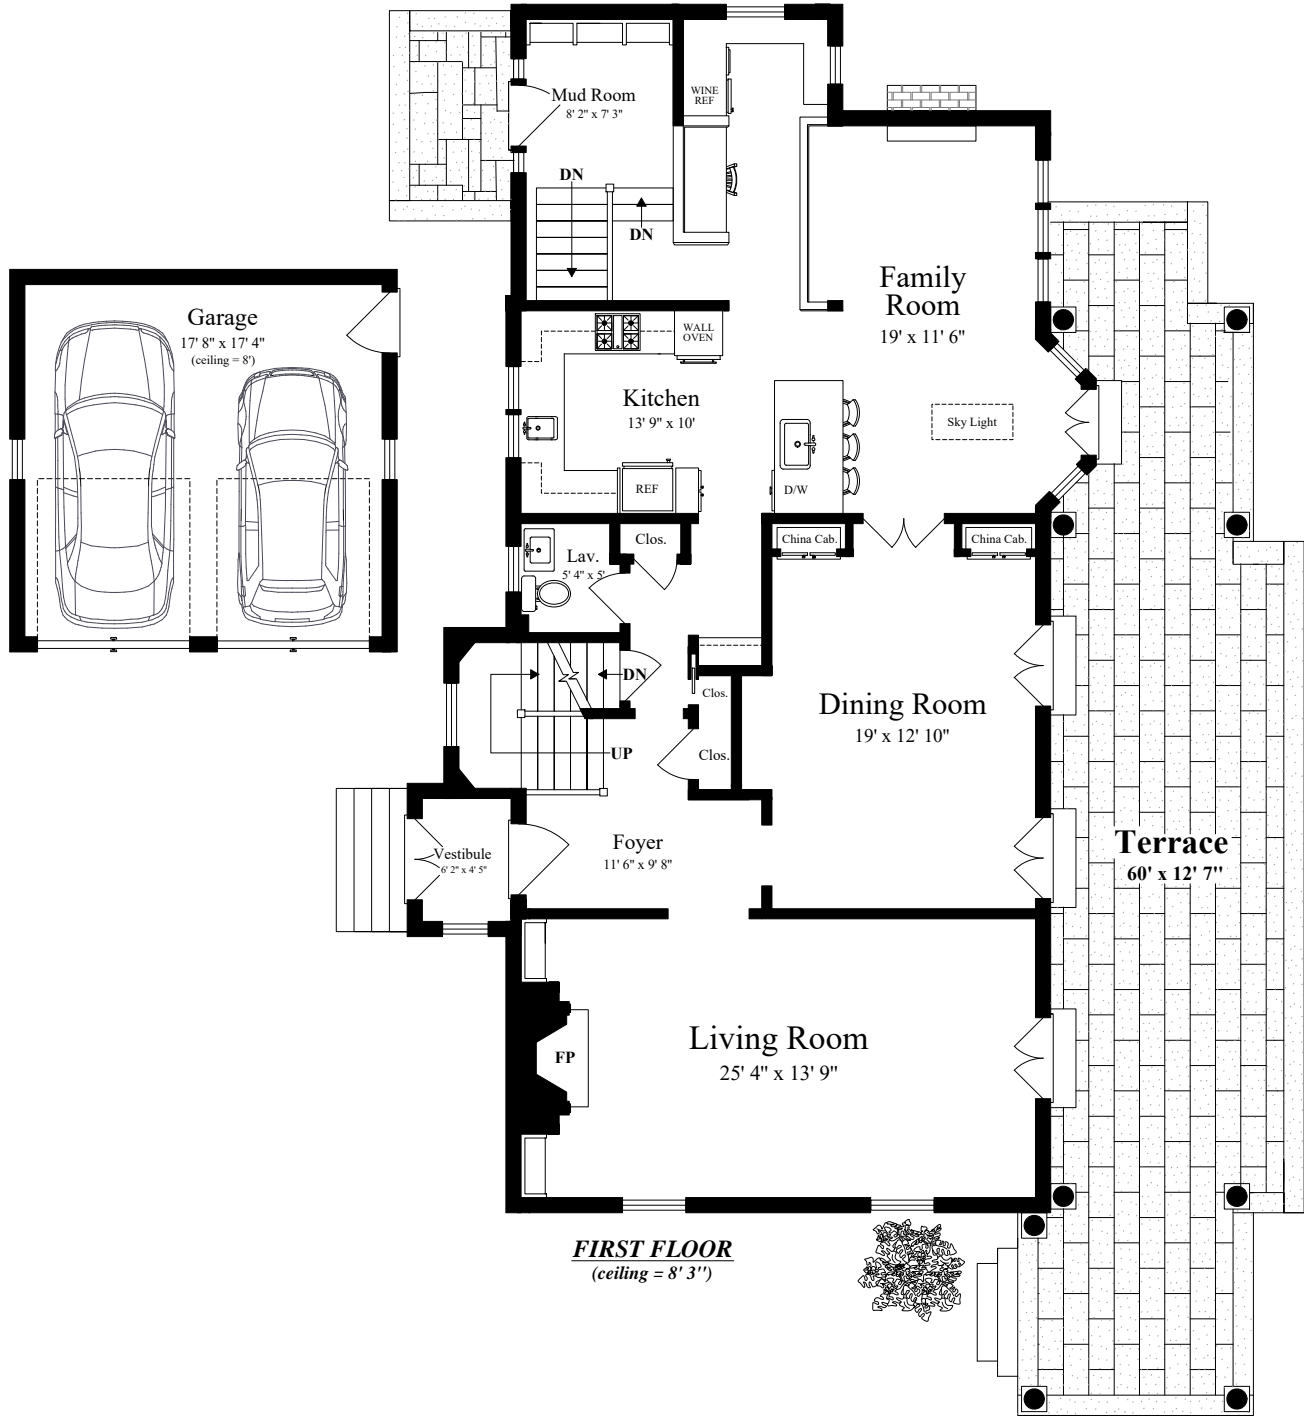 Mud Room
8' 2" x 7' 3"
DN
DN
WINE
REF
Family
Room
19' x 11' 6"
Garage
17' 8" x 17' 4"
(ceiling = 8')
WALL
OVEN
Kitchen
13' 9" x 10'
Sky Light
REF
D/W
Clos.
China Cab.
China Cab.
Lav.
5' 4" x 5'
DN
Clos.
Dining Room
19' x 12' 10"
UP
Clos.
Foyer
11' 6" x 9' 8"
Vestibule
6' 2" x 4' 5"
Terrace
60' x 12' 7"
Living Room
25' 4" x 13' 9"
FP
FIRST FLOOR
(ceiling = 8' 3")